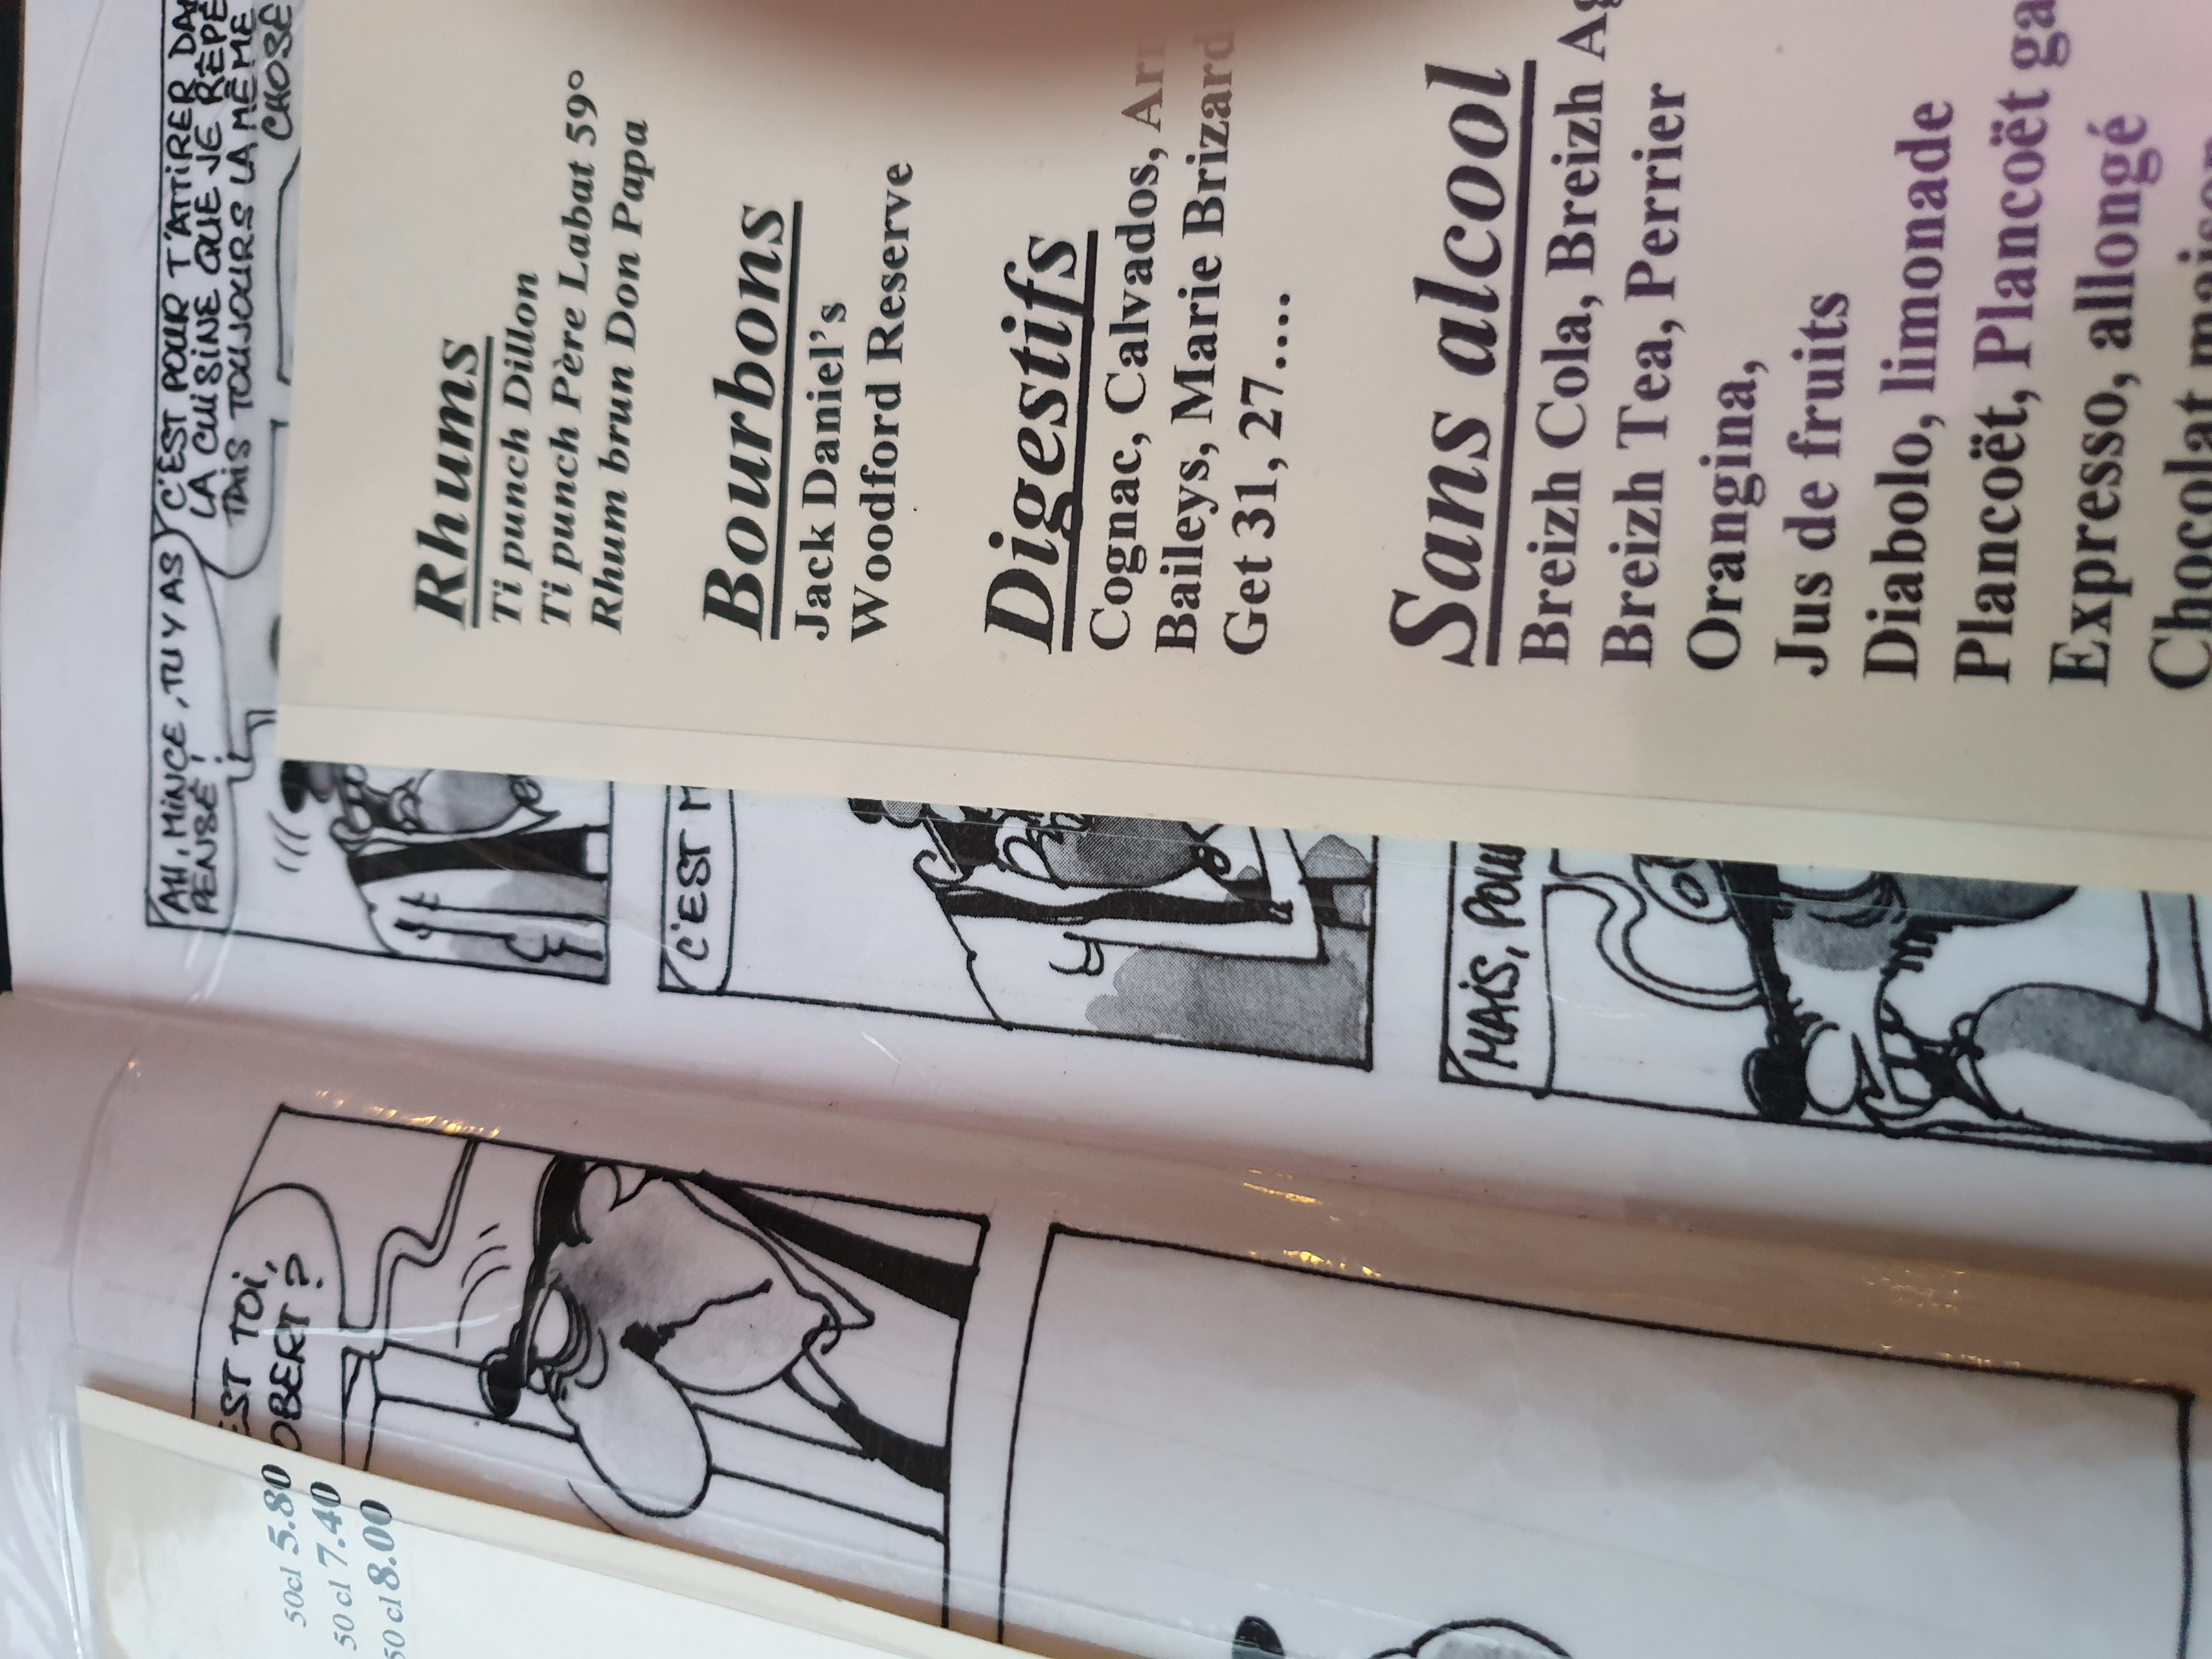 AH, MINCE, TU Y AS
PENSÉ !
C'EST POUR T'ATTIRER
LA CUISINE QUE JE
TAIS TOUJOURS LA MÊME
CHOSE
Rhums
Ti punch Dillon
Ti punch Père Labat 59°
Rhum brun Don Papa
Bourbons
Jack Daniel's
Woodford Reserve
Digestifs
Cognac, Calvados,
Baileys, Marie Brizard
Get 31, 27....
Sans alcool
Breizh Cola, Breizh
Breizh Tea, Perrier
Orangina,
Jus de fruits
Diabolo, limonade
Plancoët, Plancoët
Expresso, allongé
Chocolat
C'EST
MAIS,
TOI,
50cl 5.80
50 cl 7.40
50 cl 8.00